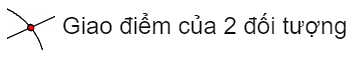 Giao điểm của 2 đối tượng